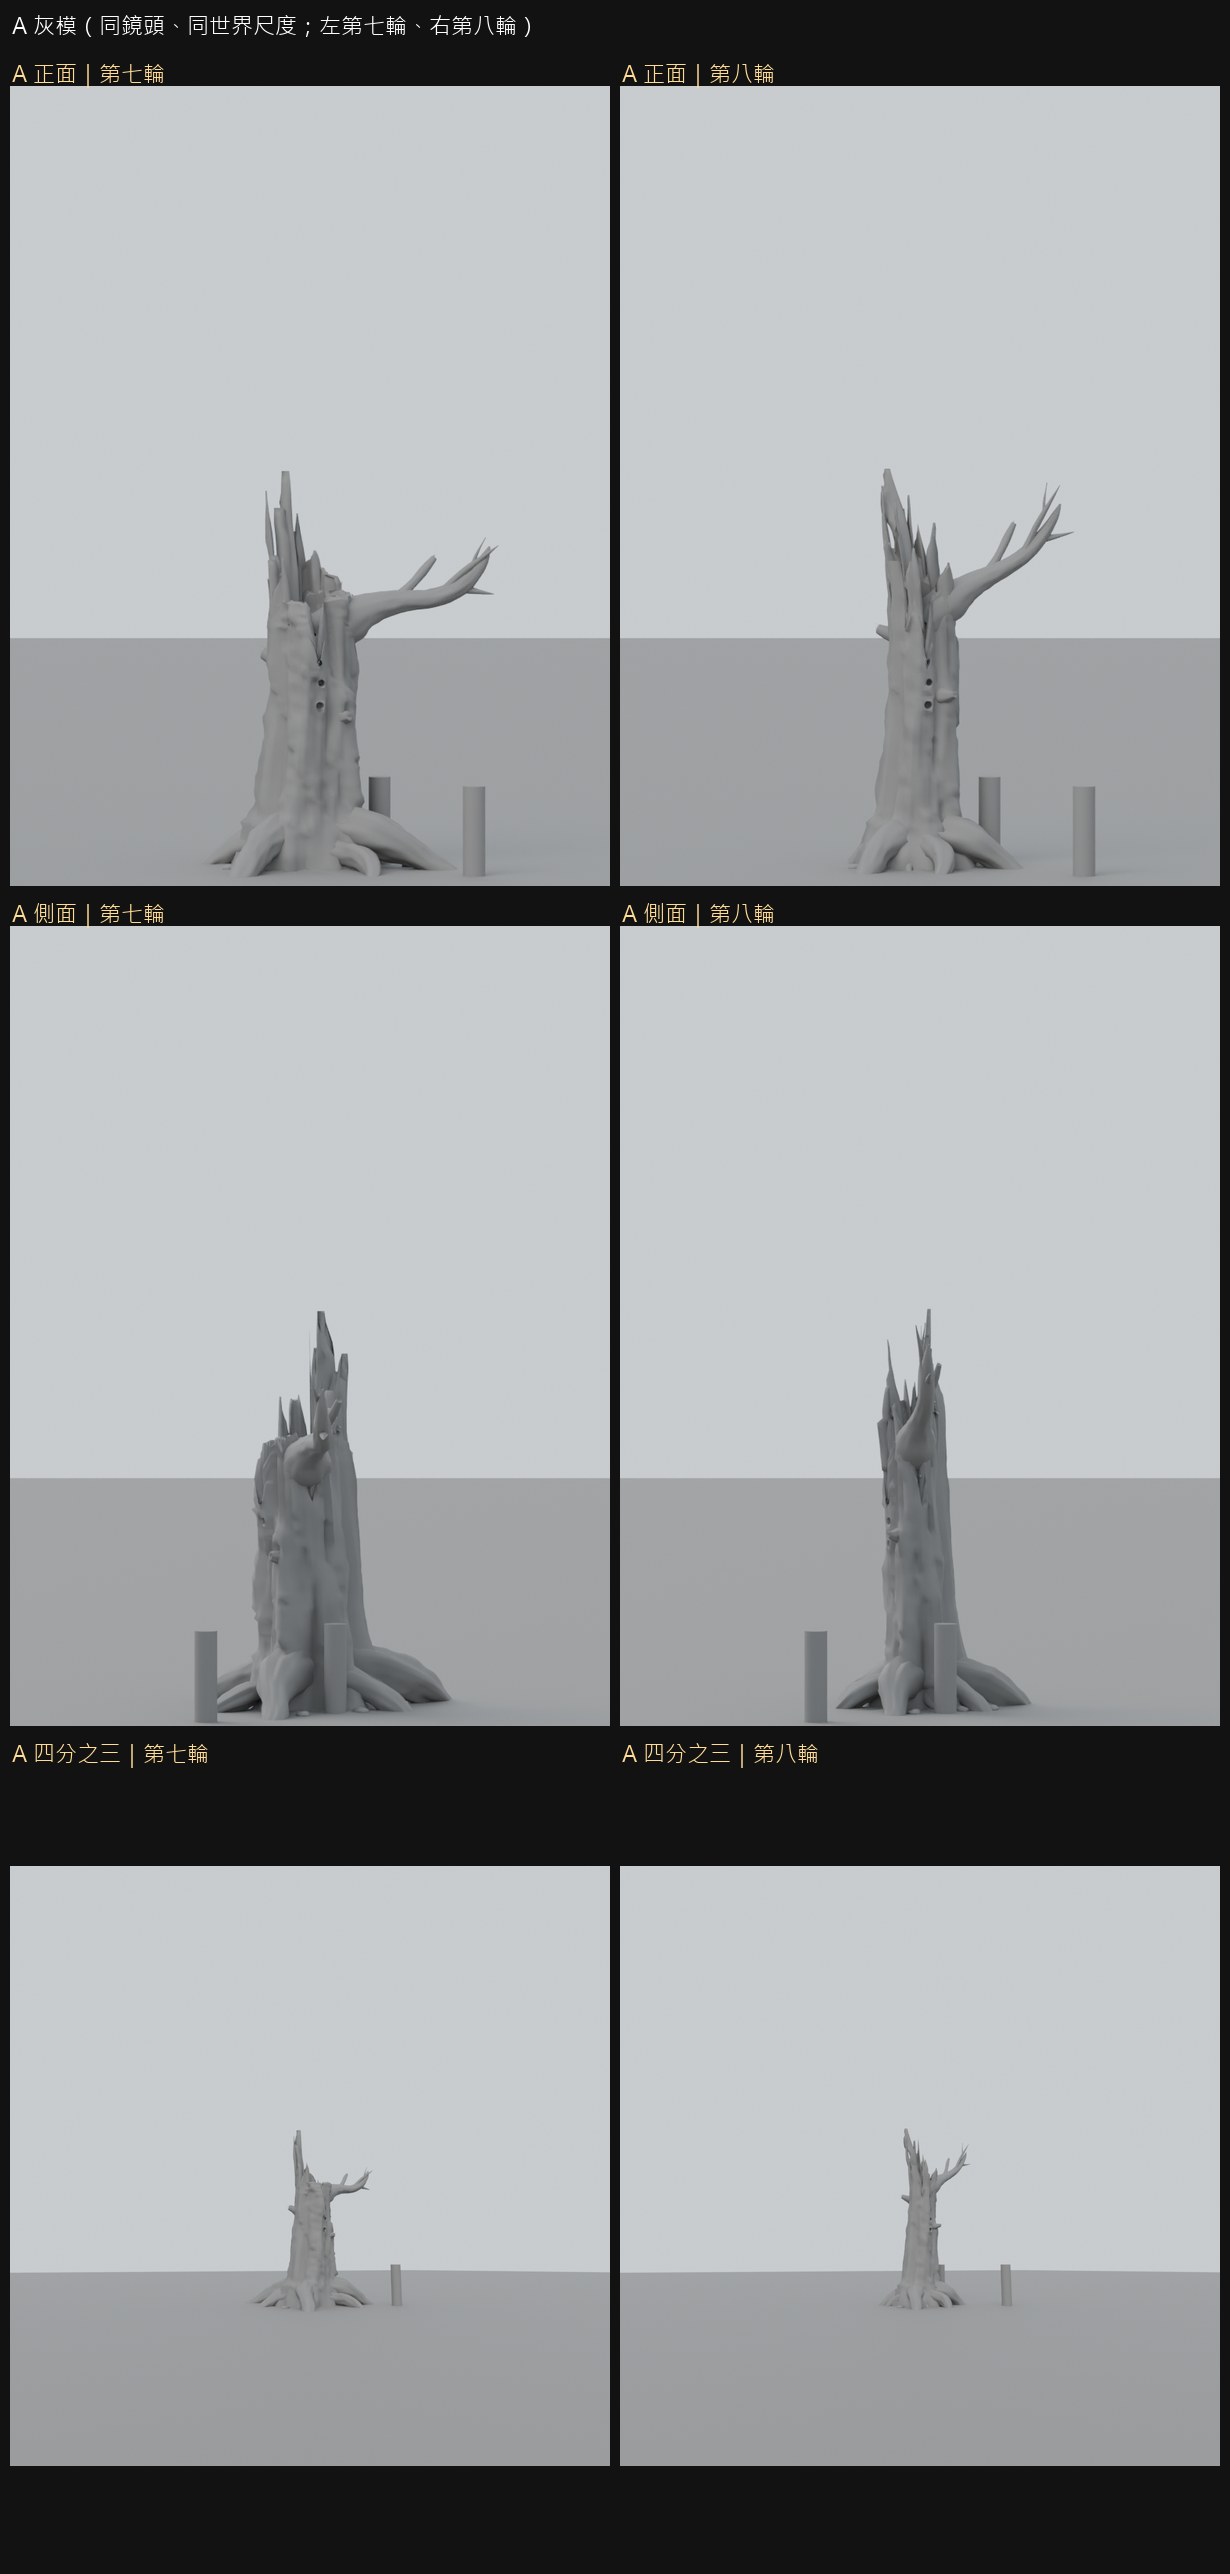 A 灰模 ( 同鏡頭、同世界尺度；左第七輪、右第八輪 )
A 正面 | 第七輪
A 正面 | 第八輪
A 側面 | 第七輪
A 側面 | 第八輪
A 四分之三 | 第七輪
A 四分之三 | 第八輪